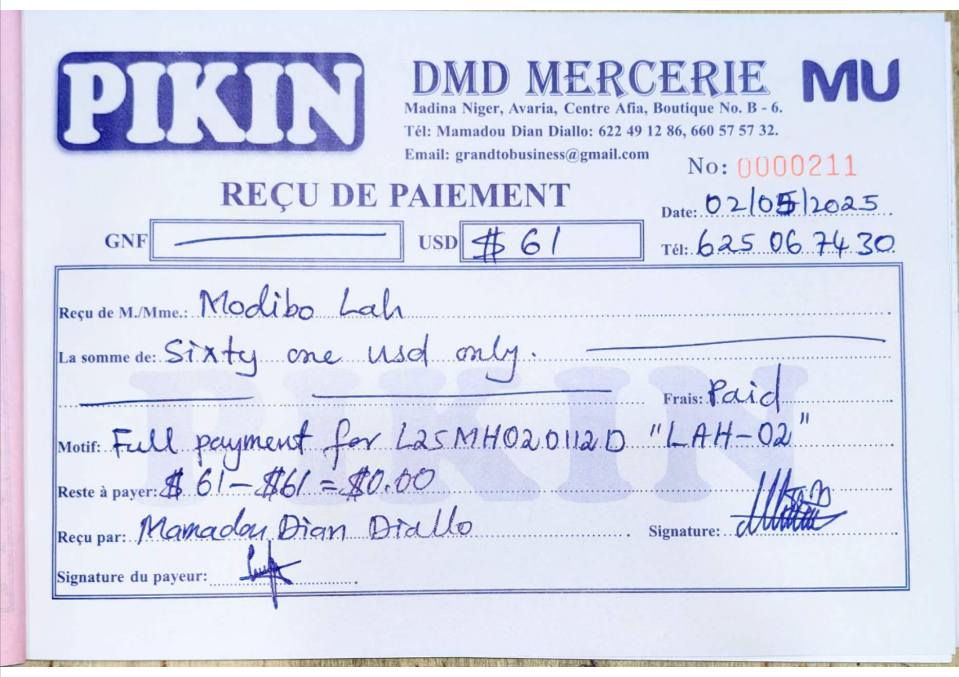 PIKIN
DMD MERCERIE MU
Madina Niger, Avaria, Centre Afia, Boutique No. B - 6.
Tél: Mamadou Dian Diallo: 622 49 12 86, 660 57 57 32.
Email: grandtobusiness@gmail.com
No: 0000211
REÇU DE PAIEMENT
Date: 02/05/2025
GNF USD $ 61 Tél: 625 06 74 30
Reçu de M./Mme.: Modibo Lah
La somme de: Sixty one usd only.
Frais: Paid
Motif: Full payment for L25MH020112D "LAH-02"
Reste à payer: $ 61 - $61 = $0.00
Reçu par: Mamadou Dian Diallo Signature:
Signature du payeur:
PIKIN